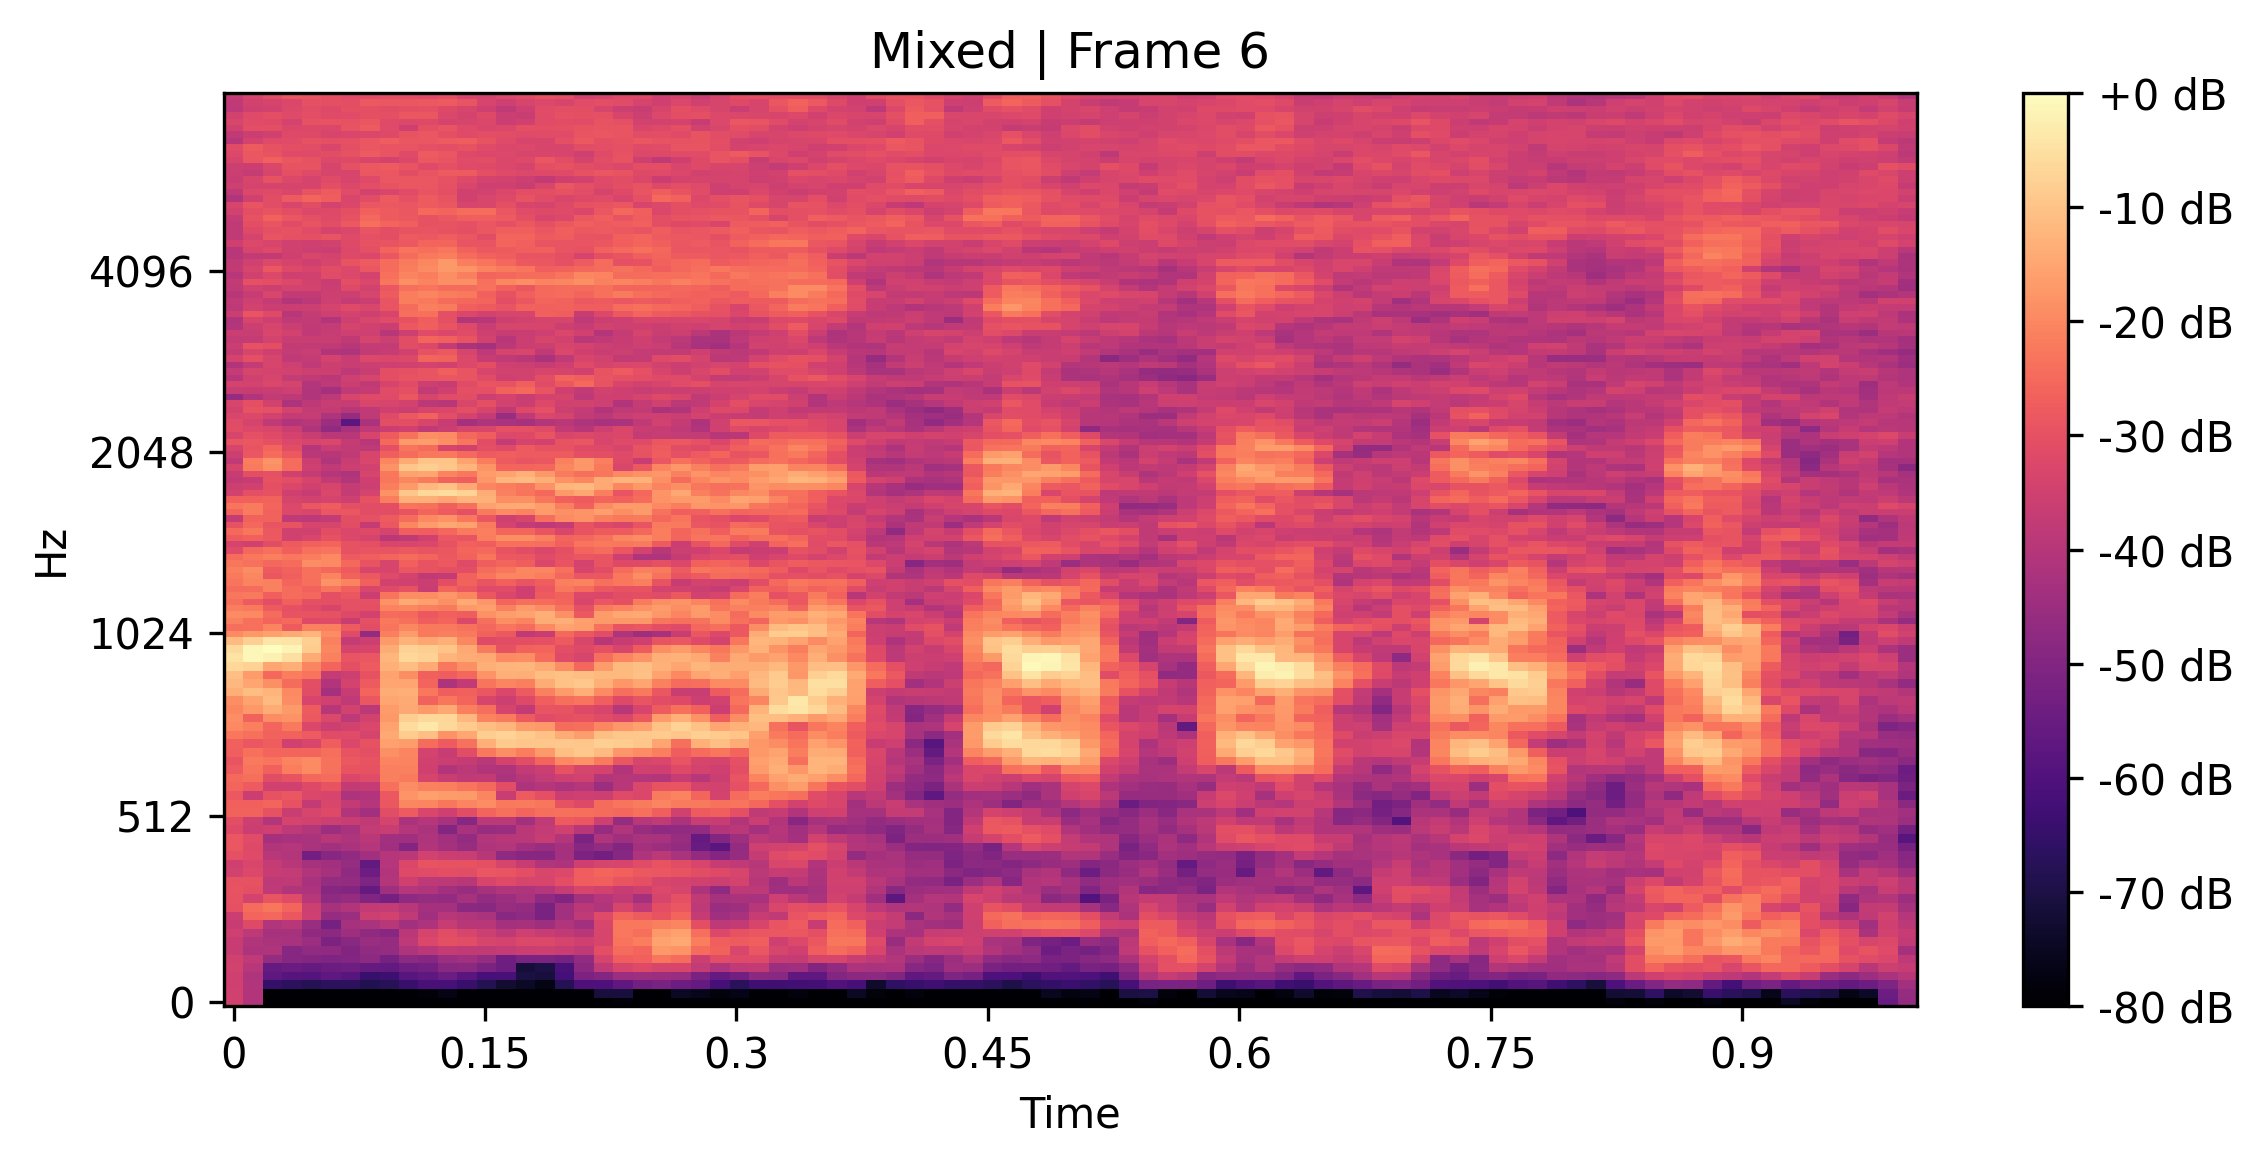 Mixed | Frame 6
Hz
4096
2048
1024
512
0
0 0.15 0.3 0.45 0.6 0.75 0.9
Time
+0 dB
-10 dB
-20 dB
-30 dB
-40 dB
-50 dB
-60 dB
-70 dB
-80 dB